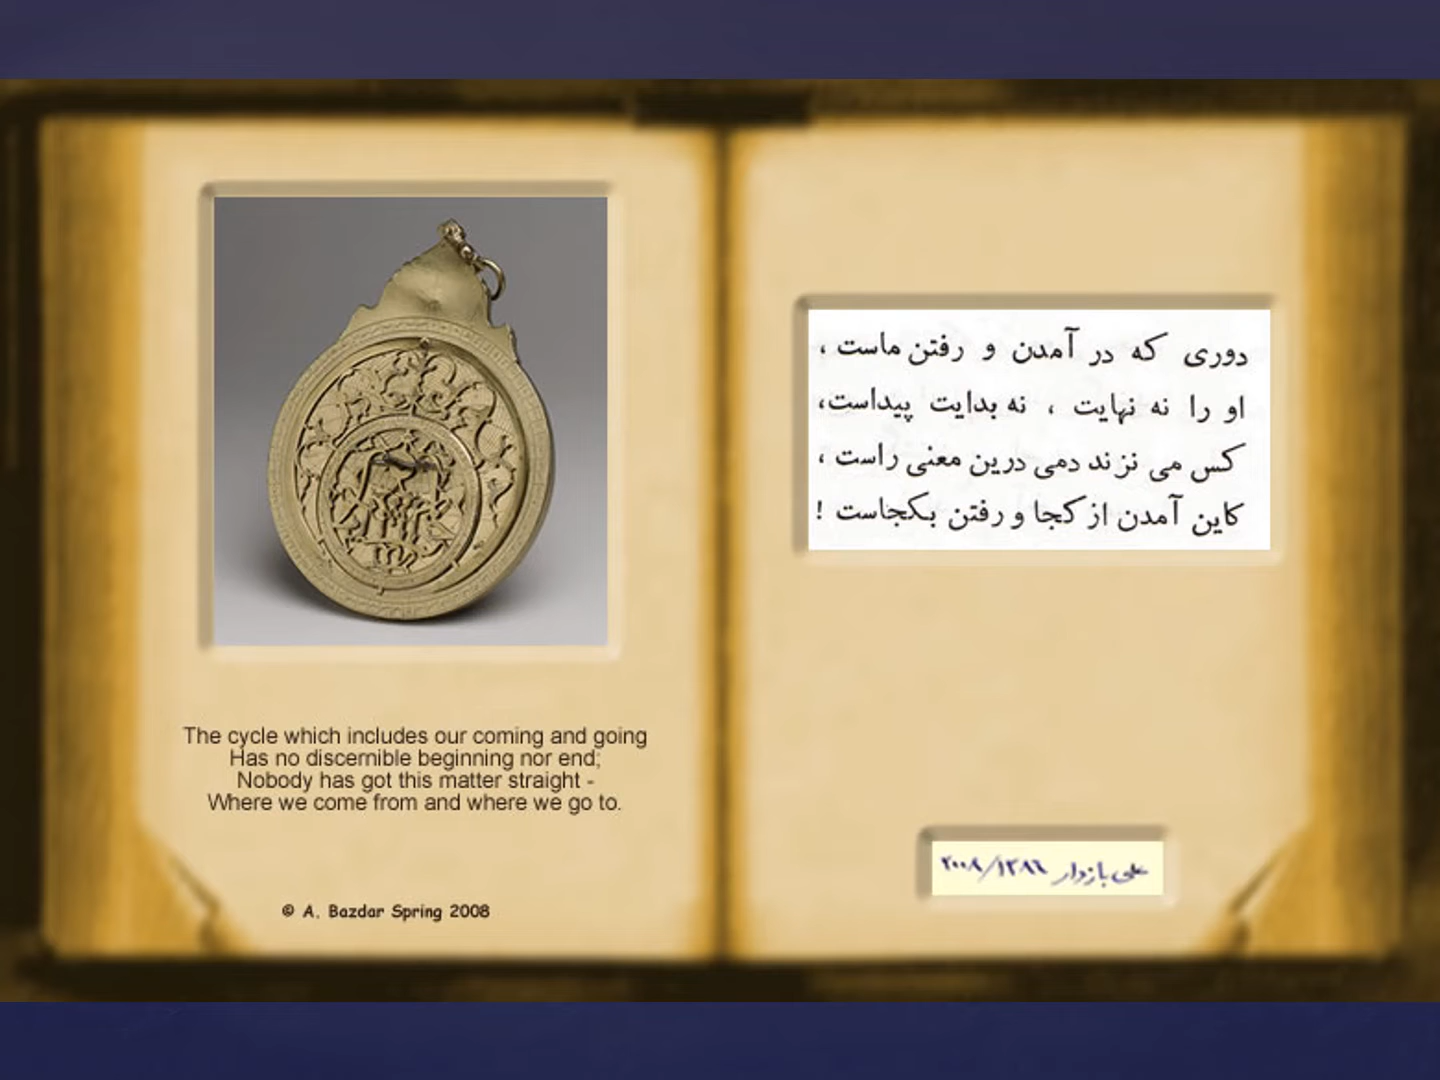 The cycle which includes our coming and going
Has no discernible beginning nor end;
Nobody has got this matter straight -
Where we come from and where we go to.
© A. Bazdar Spring 2008
دوری که در آمدن و رفتن ماست ،
او را نه نهایت ، نه بدایت پیداست،
کس می نزند دمی درین معنی راست ،
کاین آمدن از کجا و رفتن بکجاست !
علی بازدار ۲۰۰۸/۱۳۸۶